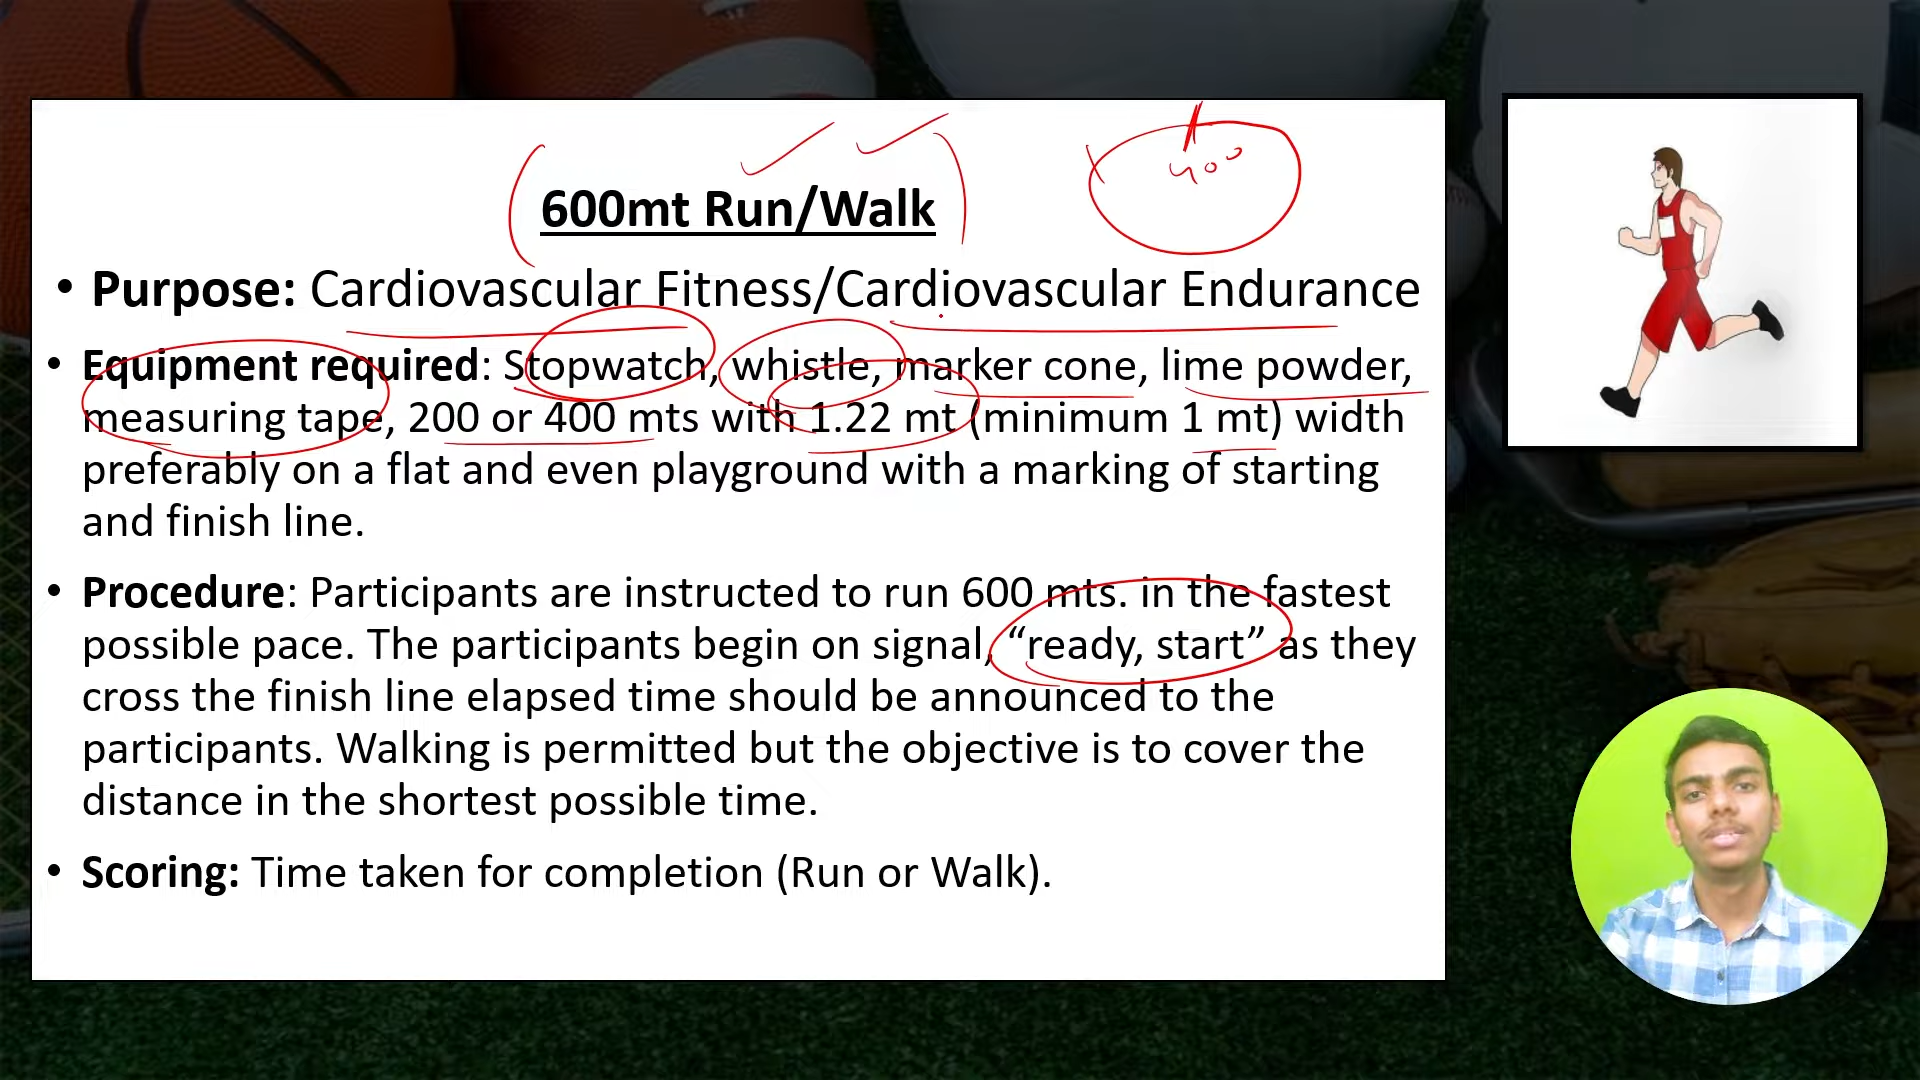 400
600mt Run/Walk
• Purpose: Cardiovascular Fitness/Cardiovascular Endurance
• Equipment required: Stopwatch, whistle, marker cone, lime powder,
measuring tape, 200 or 400 mts with 1.22 mt (minimum 1 mt) width
preferably on a flat and even playground with a marking of starting
and finish line.
• Procedure: Participants are instructed to run 600 mts. in the fastest
possible pace. The participants begin on signal, “ready, start” as they
cross the finish line elapsed time should be announced to the
participants. Walking is permitted but the objective is to cover the
distance in the shortest possible time.
• Scoring: Time taken for completion (Run or Walk).